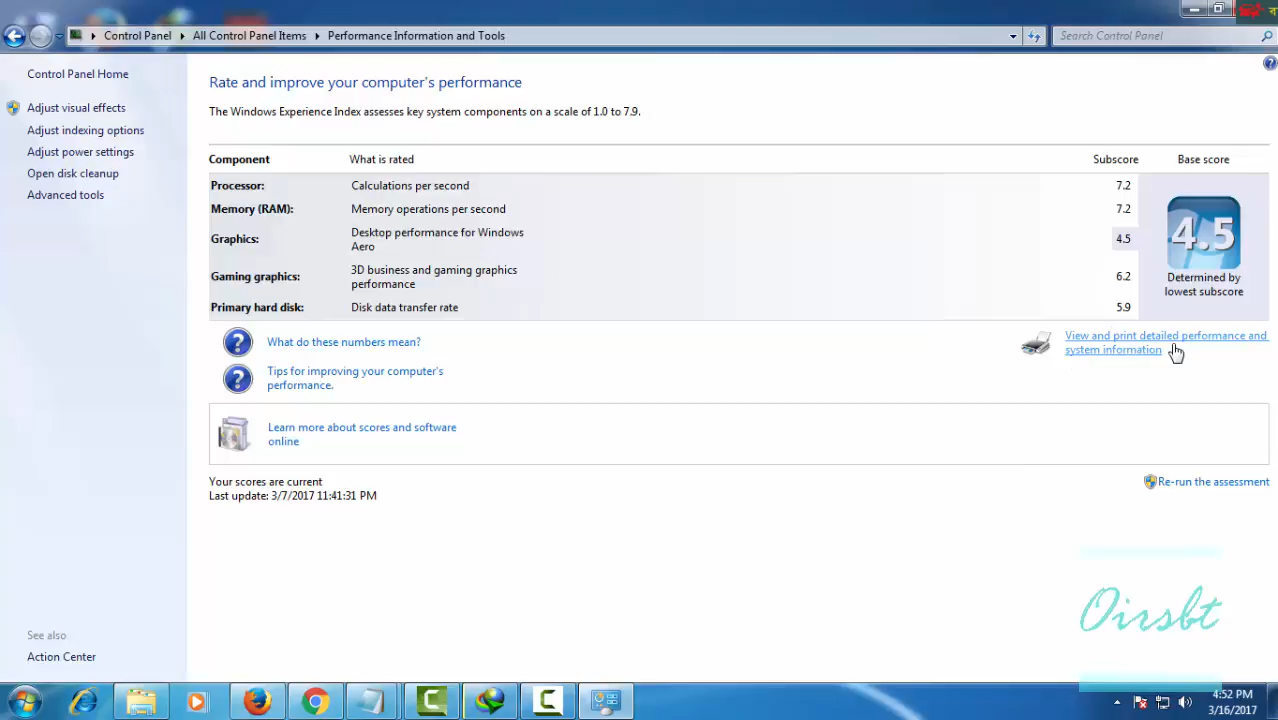 Control Panel All Control Panel Items Performance Information and Tools Search Control Panel
Control Panel Home
Adjust visual effects
Adjust indexing options
Adjust power settings
Open disk cleanup
Advanced tools
See also
Action Center
Rate and improve your computer's performance
The Windows Experience Index assesses key system components on a scale of 1.0 to 7.9.
Component What is rated Subscore Base score
Processor: Calculations per second 7.2
Memory (RAM): Memory operations per second 7.2
Graphics: Desktop performance for Windows
Aero 4.5
Gaming graphics: 3D business and gaming graphics
performance 6.2
Primary hard disk: Disk data transfer rate 5.9
4.5
Determined by
lowest subscore
What do these numbers mean?
View and print detailed performance and
system information
Tips for improving your computer's
performance.
Learn more about scores and software
online
Your scores are current
Last update: 3/7/2017 11:41:31 PM
Re-run the assessment
Oirsbt
4:52 PM
3/16/2017